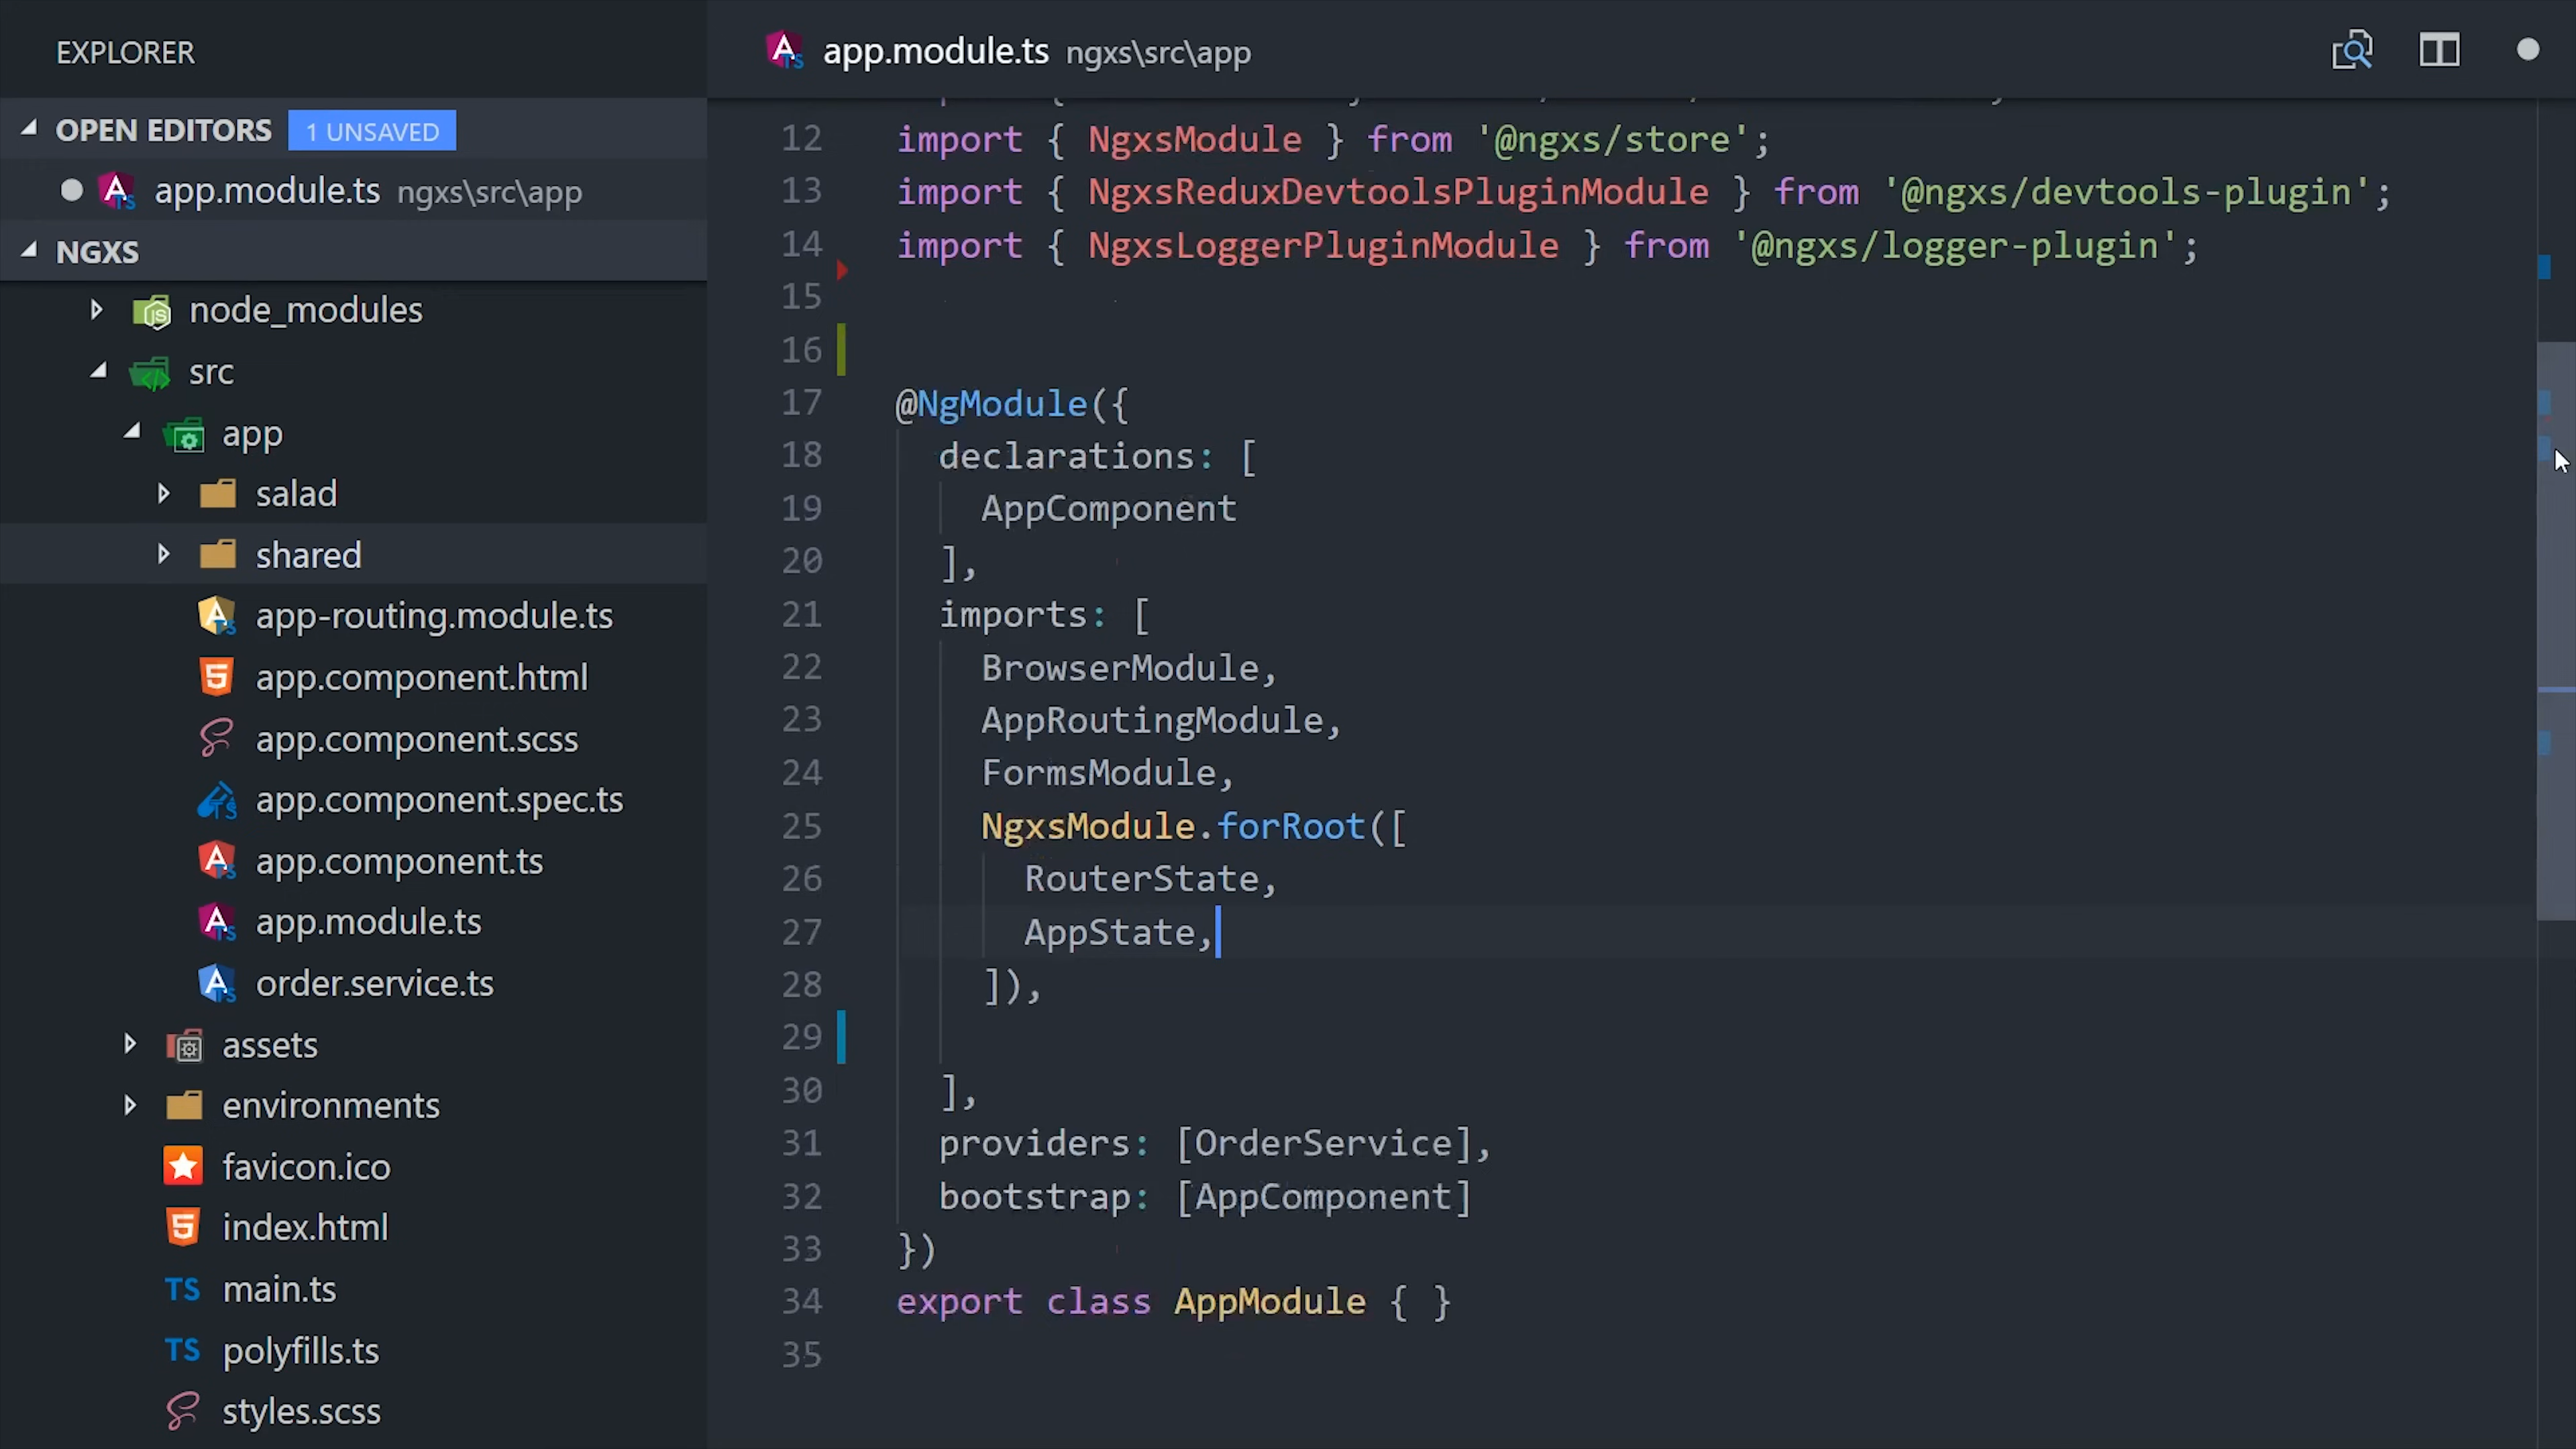 EXPLORER
OPEN EDITORS 1 UNSAVED
app.module.ts ngxs\src\app
NGXS
node_modules
src
app
salad
shared
app-routing.module.ts
app.component.html
app.component.scss
app.component.spec.ts
app.component.ts
app.module.ts
order.service.ts
assets
environments
favicon.ico
index.html
TS main.ts
TS polyfills.ts
styles.scss
app.module.ts ngxs\src\app
12 import { NgxsModule } from '@ngxs/store';
13 import { NgxsReduxDevtoolsPluginModule } from '@ngxs/devtools-plugin';
14 import { NgxsLoggerPluginModule } from '@ngxs/logger-plugin';
15
16
17 @NgModule({
18 declarations: [
19 AppComponent
20 ],
21 imports: [
22 BrowserModule,
23 AppRoutingModule,
24 FormsModule,
25 NgxsModule.forRoot([
26 RouterState,
27 AppState,
28 ]),
29
30 ],
31 providers: [OrderService],
32 bootstrap: [AppComponent]
33 })
34 export class AppModule { }
35